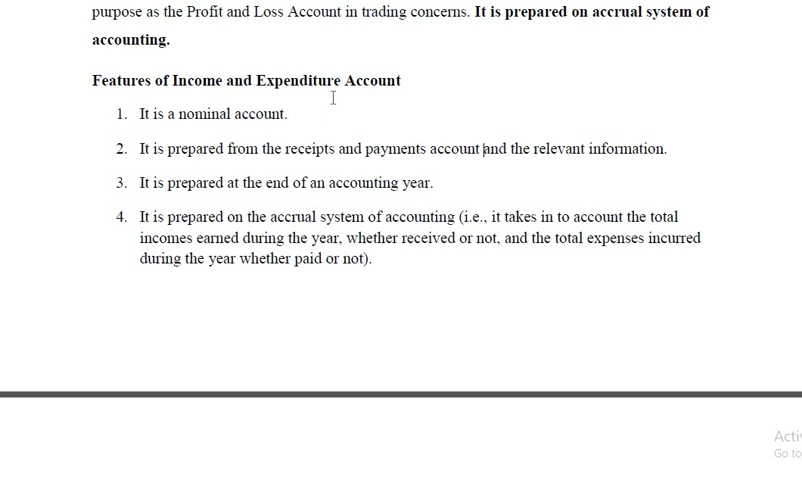 purpose as the Profit and Loss Account in trading concerns. It is prepared on accrual system of
accounting.
Features of Income and Expenditure Account
1. It is a nominal account.
2. It is prepared from the receipts and payments account and the relevant information.
3. It is prepared at the end of an accounting year.
4. It is prepared on the accrual system of accounting (i.e., it takes in to account the total
incomes earned during the year, whether received or not, and the total expenses incurred
during the year whether paid or not).
Go to